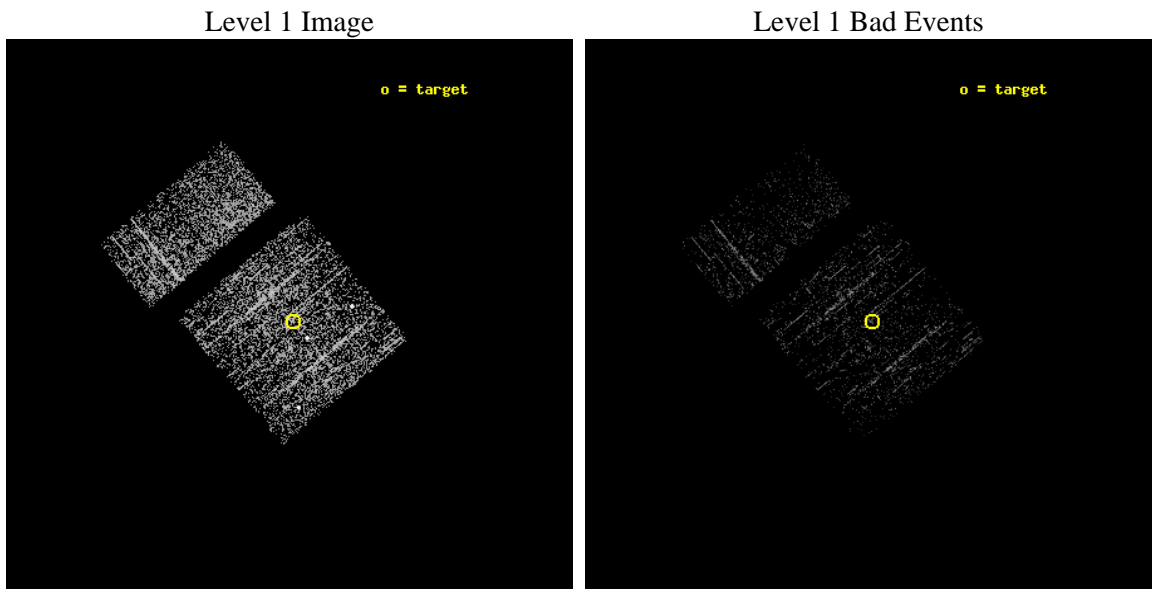 Level 1 Image
Level 1 Bad Events
o = target
o = target